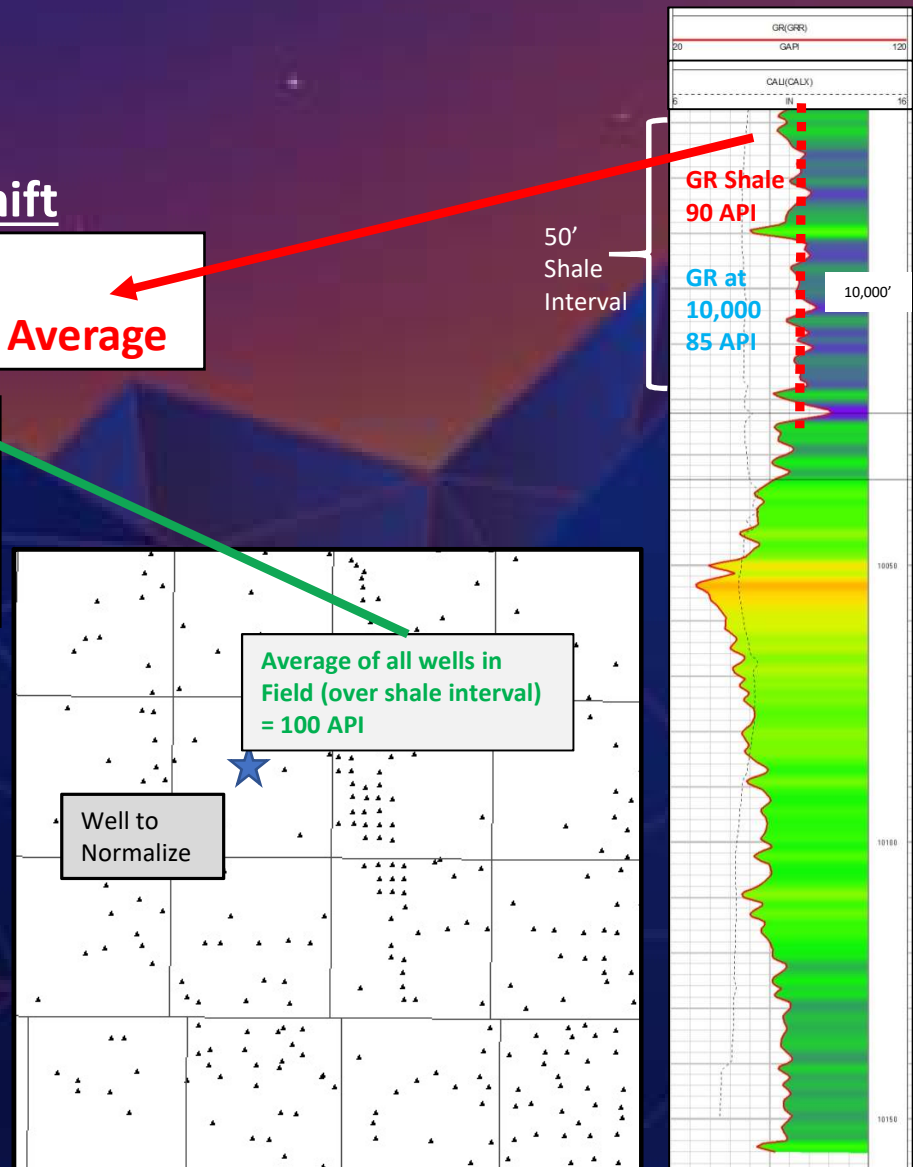 hift
Average
50’
Shale
Interval
GR(GRR)
20 GAPI 120
CALI(CALX)
6 IN 16
GR Shale
90 API
GR at
10,000
85 API
10,000’
10050
10100
10150
Average of all wells in
Field (over shale interval)
= 100 API
Well to
Normalize